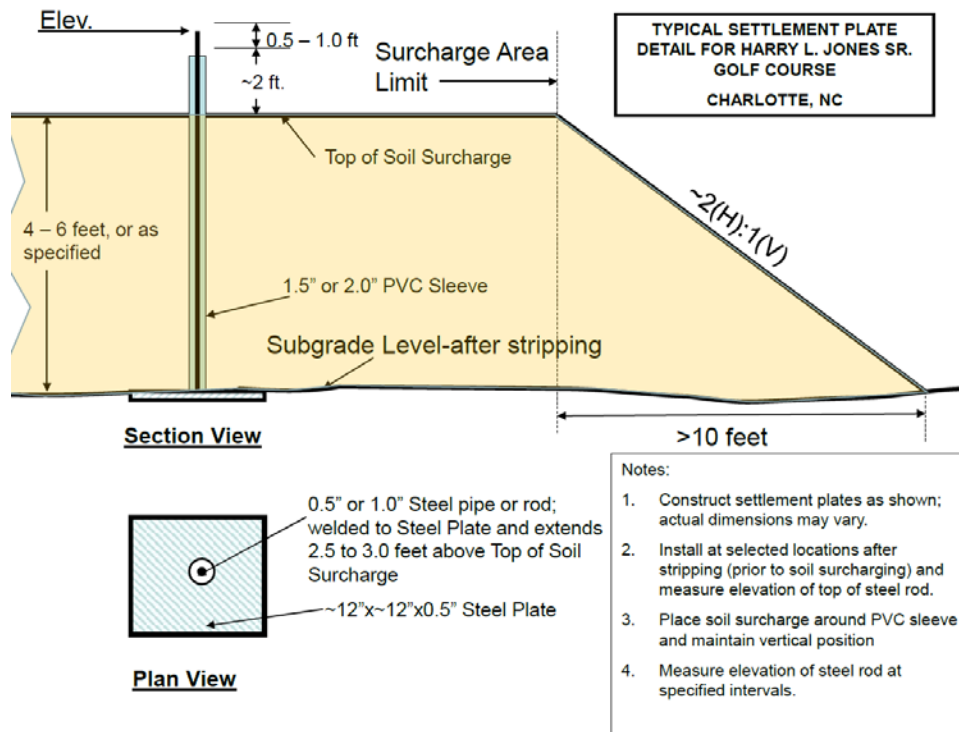 Elev.
0.5 – 1.0 ft
~2 ft.
Surcharge Area
Limit
TYPICAL SETTLEMENT PLATE
DETAIL FOR HARRY L. JONES SR.
GOLF COURSE
CHARLOTTE, NC
Top of Soil Surcharge
4 – 6 feet, or as
specified
~2(H):1(V)
1.5” or 2.0” PVC Sleeve
Subgrade Level-after stripping
Section View
>10 feet
0.5” or 1.0” Steel pipe or rod;
welded to Steel Plate and extends
2.5 to 3.0 feet above Top of Soil
Surcharge
~12”x~12”x0.5” Steel Plate
Plan View
Notes:
1. Construct settlement plates as shown;
actual dimensions may vary.
2. Install at selected locations after
stripping (prior to soil surcharging) and
measure elevation of top of steel rod.
3. Place soil surcharge around PVC sleeve
and maintain vertical position
4. Measure elevation of steel rod at
specified intervals.